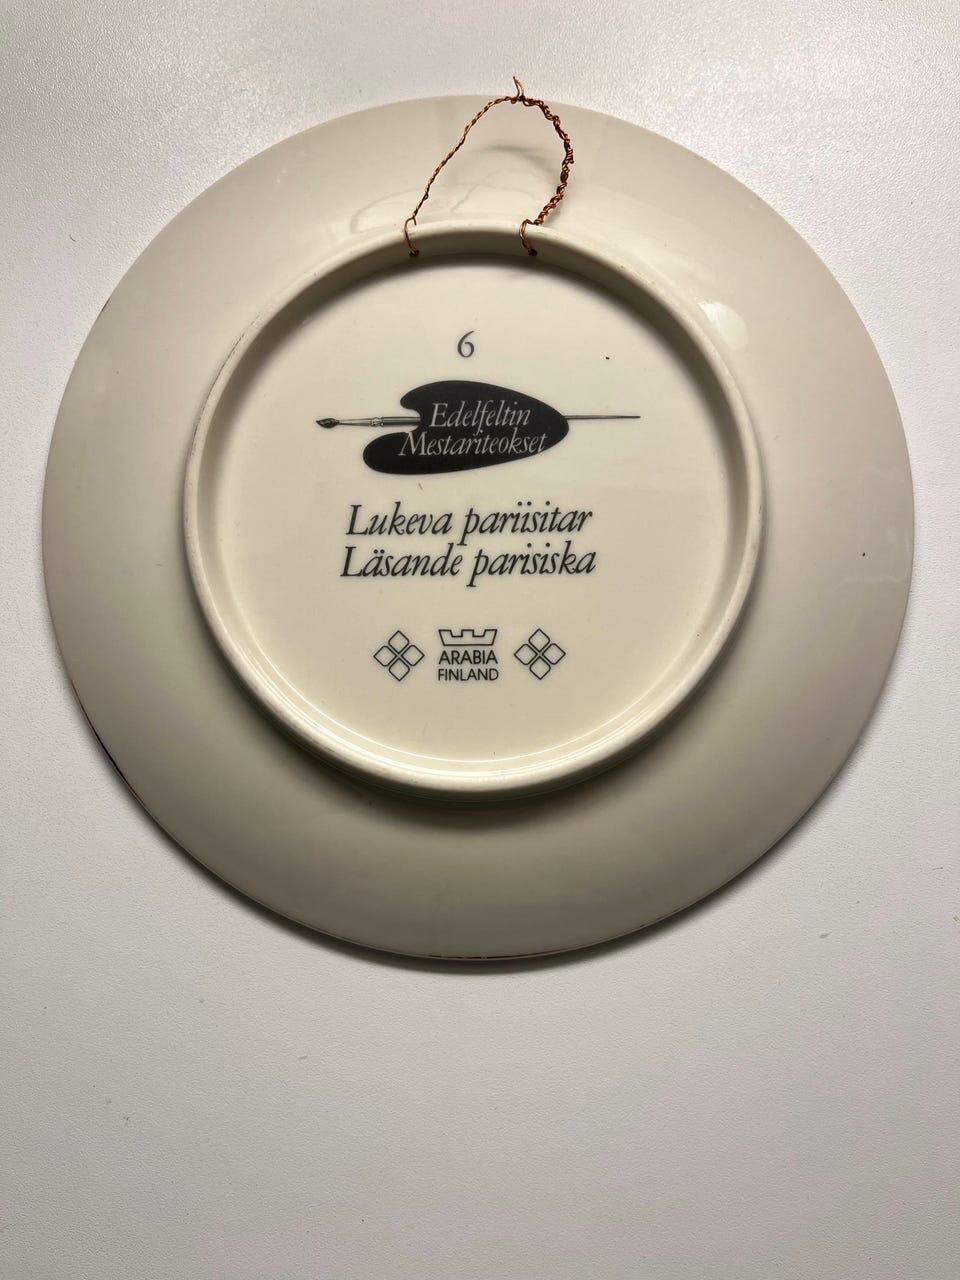 6
Edelfeltin
Mestariteokset
Lukeva pariisitar
Läsande parisiska
ARABIA
FINLAND